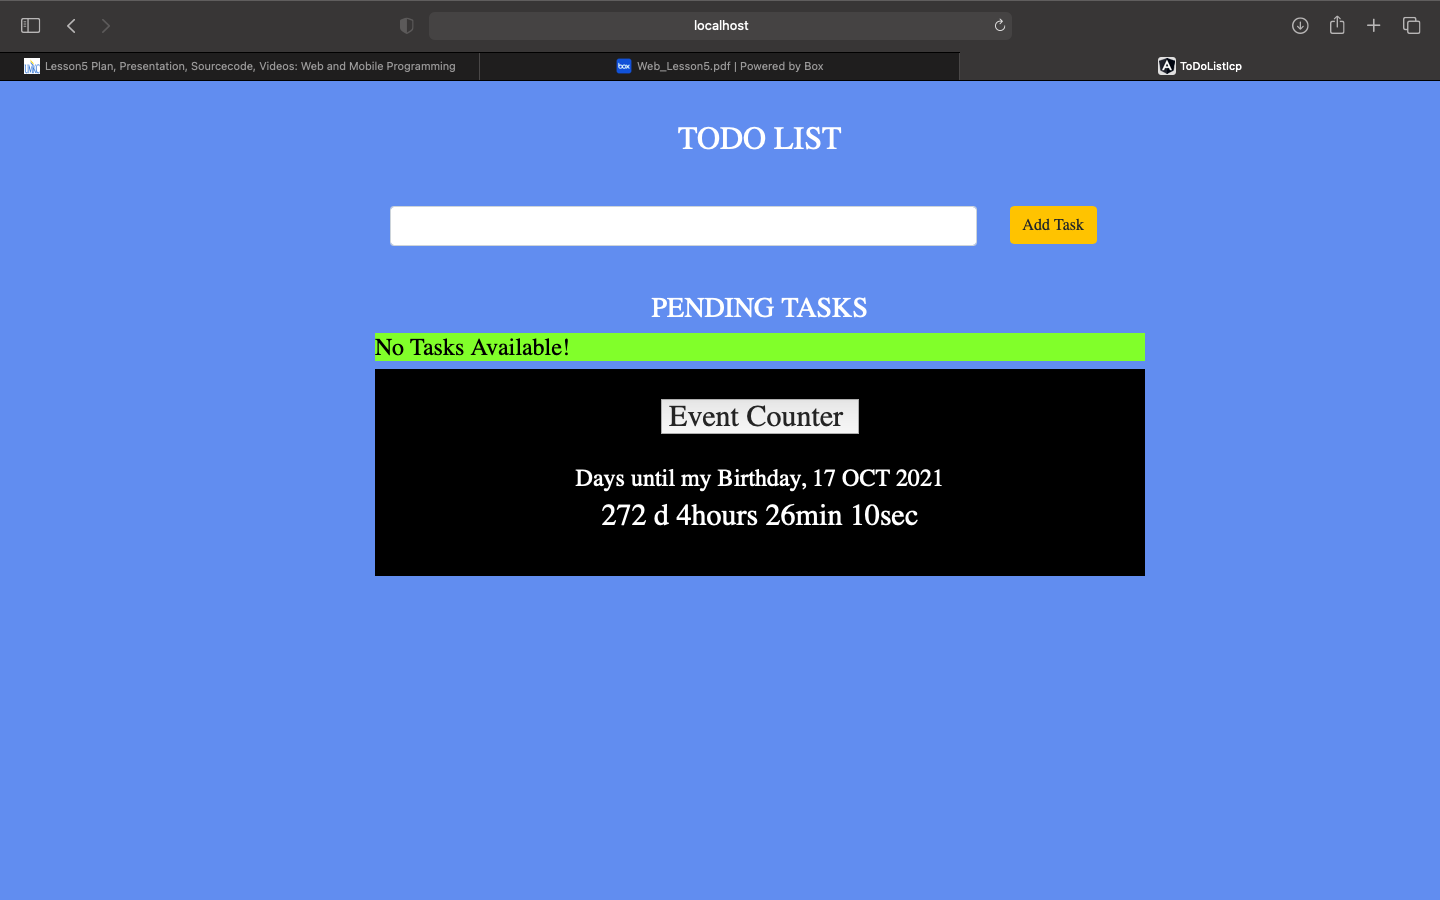 localhost
Lesson5 Plan, Presentation, Sourcecode, Videos: Web and Mobile Programming
box Web_Lesson5.pdf | Powered by Box
A ToDoListIcp
TODO LIST
Add Task
PENDING TASKS
No Tasks Available!
Event Counter
Days until my Birthday, 17 OCT 2021
272 d 4hours 26min 10sec